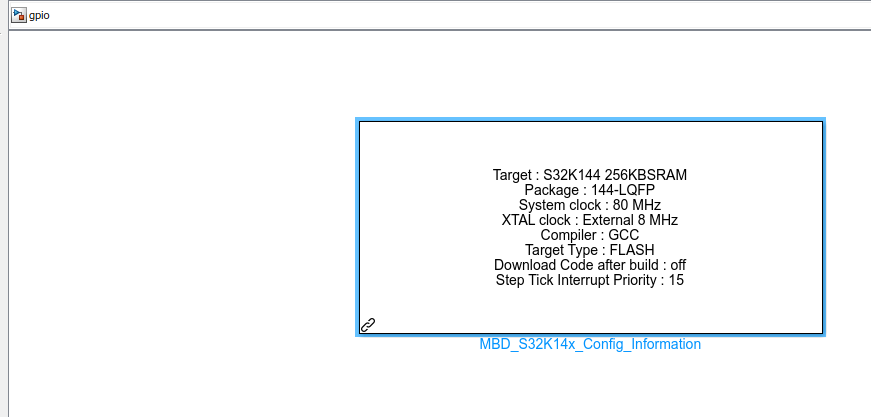 gpio
Target : S32K144 256KBSRAM
Package : 144-LQFP
System clock : 80 MHz
XTAL clock : External 8 MHz
Compiler : GCC
Target Type : FLASH
Download Code after build : off
Step Tick Interrupt Priority : 15
MBD_S32K14x_Config_Information